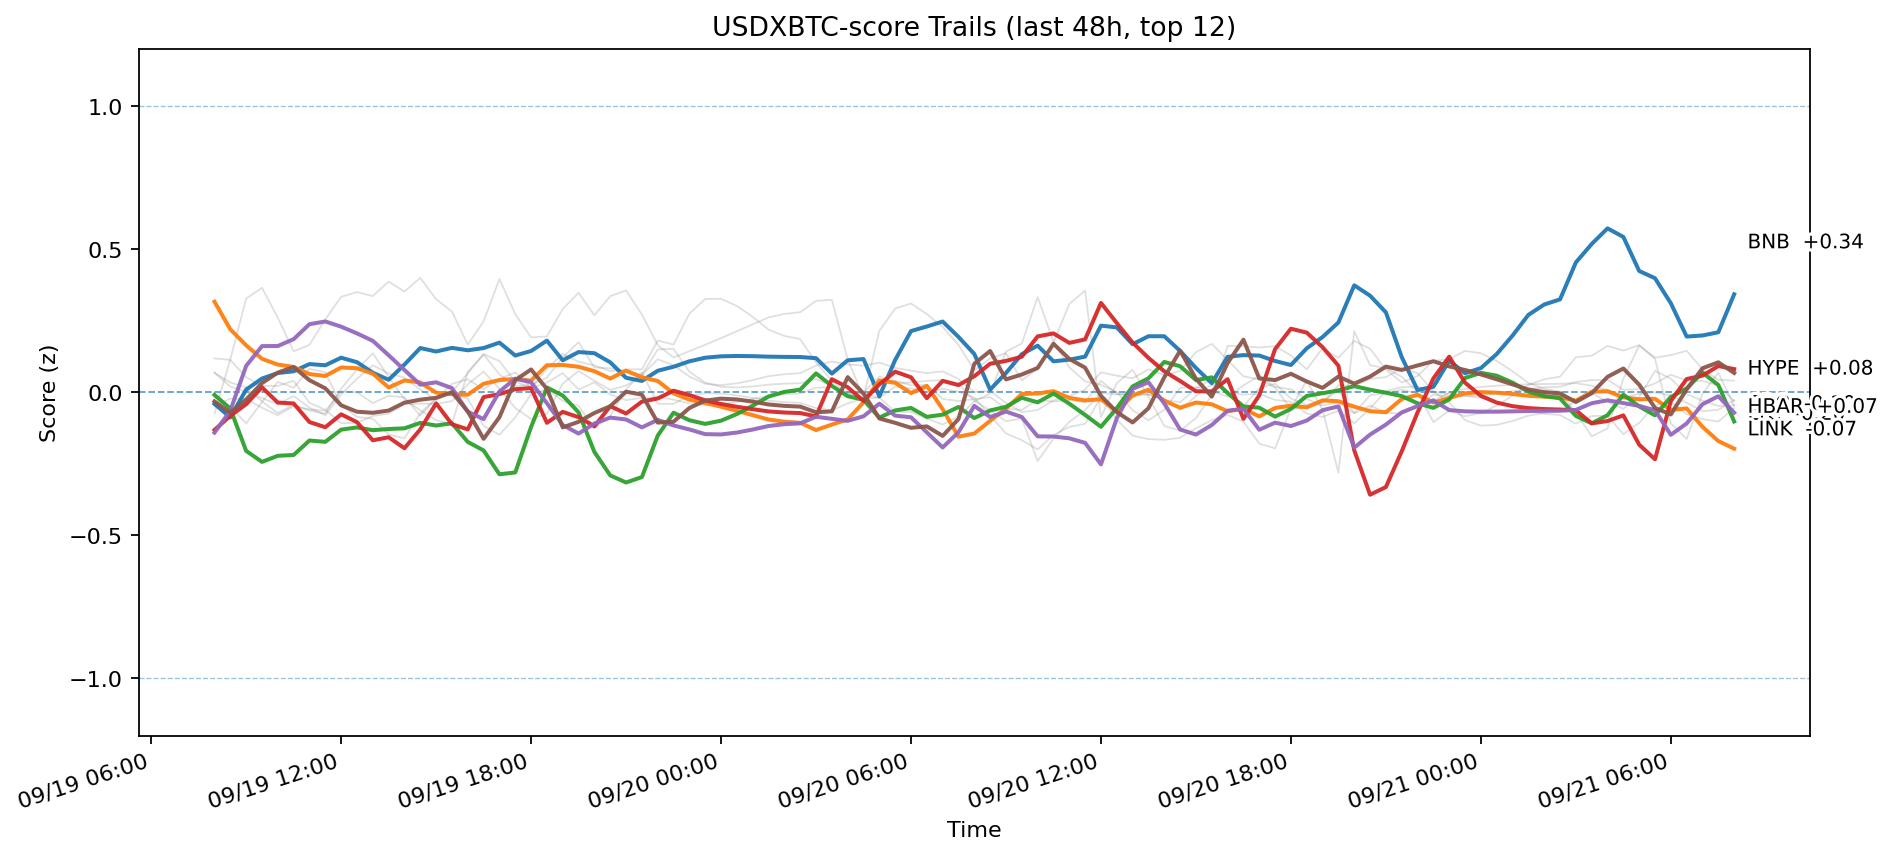 USDXBTC-score Trails (last 48h, top 12)
1.0
0.5
0.0
−0.5
−1.0
Score (z)
BNB +0.34
HYPE +0.08
HBAR +0.07
LINK -0.07
09/19 06:00
09/19 12:00
09/19 18:00
09/20 00:00
09/20 06:00
09/20 12:00
09/20 18:00
09/21 00:00
09/21 06:00
Time